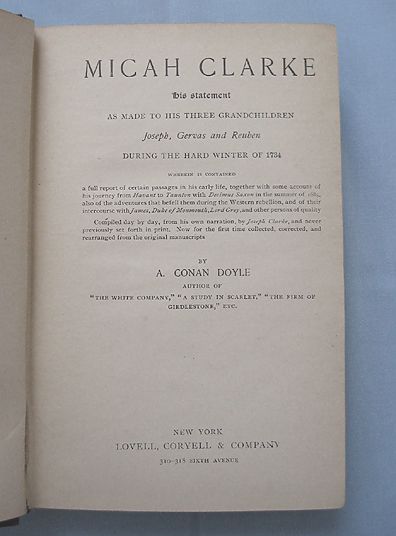 MICAH CLARKE
His statement
AS MADE TO HIS THREE GRANDCHILDREN
Joseph, Gervas and Reuben
DURING THE HARD WINTER OF 1734
WHEREIN IS CONTAINED
a full report of certain passages in his early life, together with some account of
his journey from Havant to Taunton with Decimus Saxon in the summer of 1685,
also of the adventures that befell them during the Western rebellion, and of their
intercourse with James, Duke of Monmouth, Lord Grey, and other persons of quality
Compiled day by day, from his own narration, by Joseph Clarke, and never
previously set forth in print. Now for the first time collected, corrected, and
rearranged from the original manuscripts
BY
A. CONAN DOYLE
AUTHOR OF
"THE WHITE COMPANY," "A STUDY IN SCARLET," "THE FIRM OF
GIRDLESTONE," ETC.
NEW YORK
LOVELL, CORYELL & COMPANY
310-318 SIXTH AVENUE